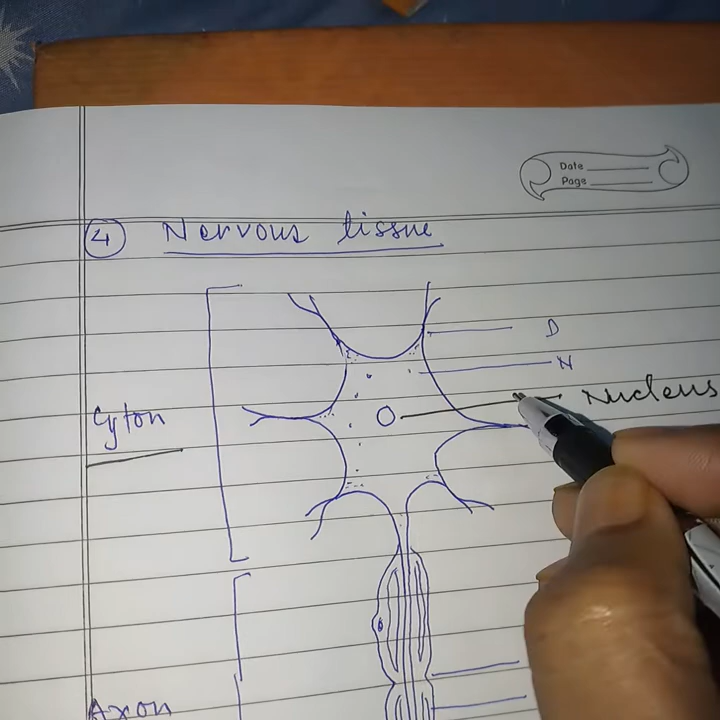 Date
Page
4 Nervous tissue
D
N
Nucleus
Cyton
Axon